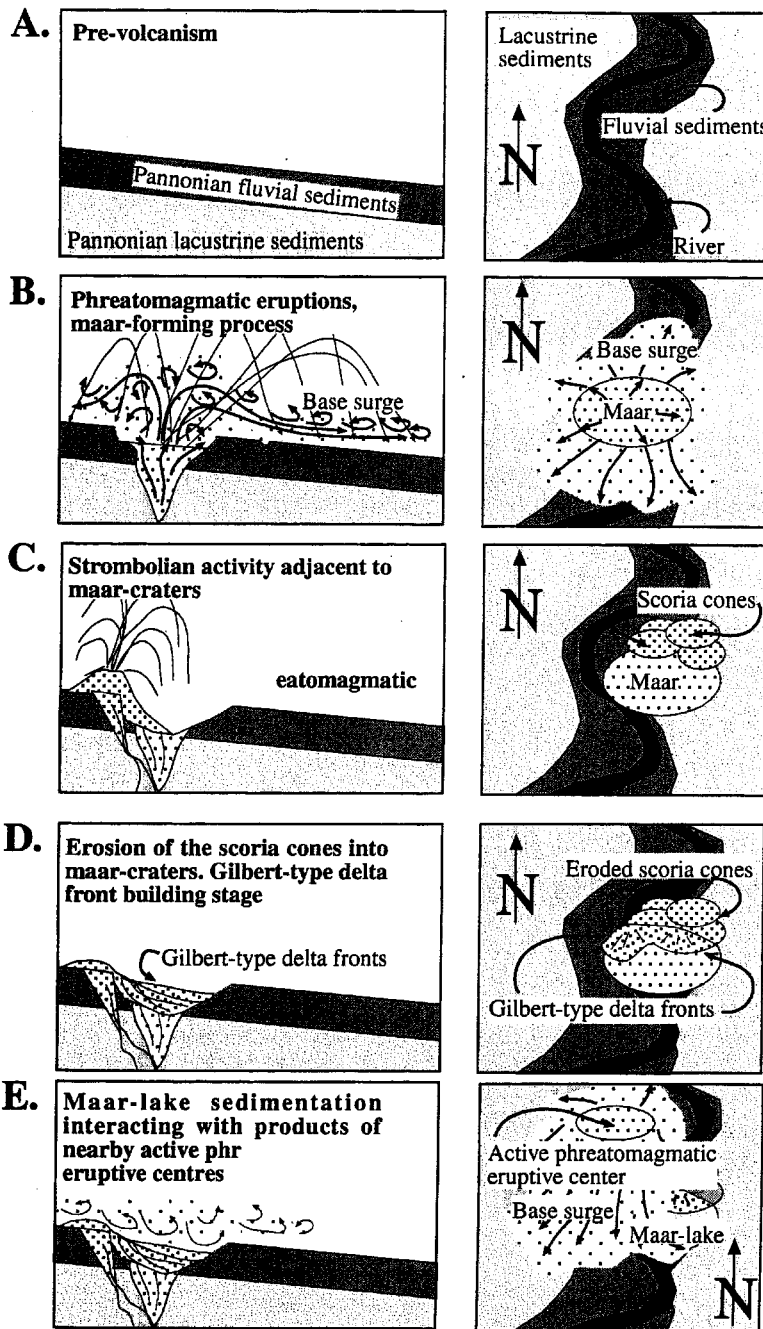 A.
Pre-volcanism
Pannonian fluvial sediments
Pannonian lacustrine sediments
Lacustrine
sediments
Fluvial sediments
N
River
B.
Phreatomagmatic eruptions,
maar-forming process
Base surge
N
Base surge
Maar
C.
Strombolian activity adjacent to
maar-craters
eatomagmatic
N
Scoria cones
Maar
D.
Erosion of the scoria cones into
maar-craters. Gilbert-type delta
front building stage
Gilbert-type delta fronts
N
Eroded scoria cones
Gilbert-type delta fronts
E.
Maar-lake sedimentation
interacting with products of
nearby active phr
eruptive centres
Active phreatomagmatic
eruptive center
Base surge
Maar-lake
N